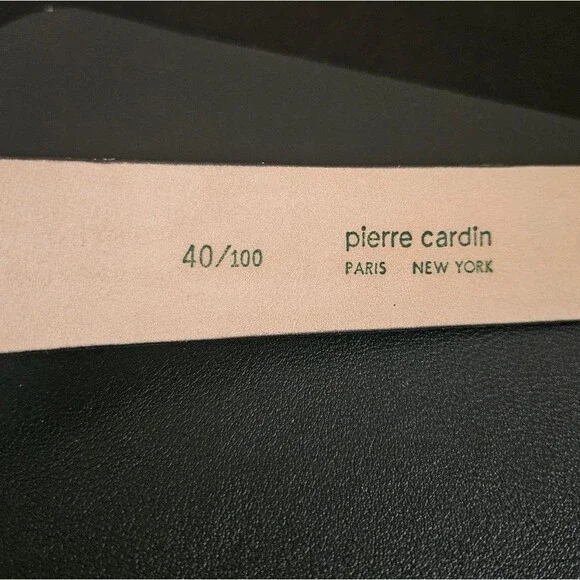 40/100
pierre cardin
PARIS NEW YORK